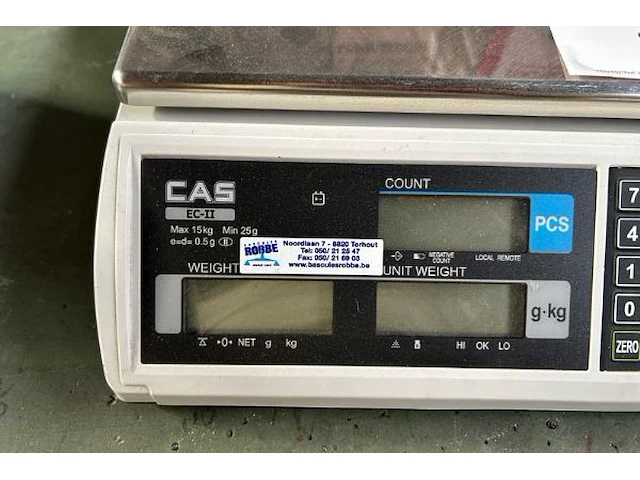 CAS
EC-II
Max 15kg Min 25g
e=d= 0.5g II
COUNT
PCS
NEGATIVE COUNT LOCAL REMOTE
ROBBE
Noordlaan 7 - 8820 Torhout
Tel: 050/ 21 25 47
Fax: 050/ 21 69 03
www.basculesrobbe.be
WEIGHT
UNIT WEIGHT
g·kg
→0← NET g kg
HI OK LO
7
4
1
0
ZERO